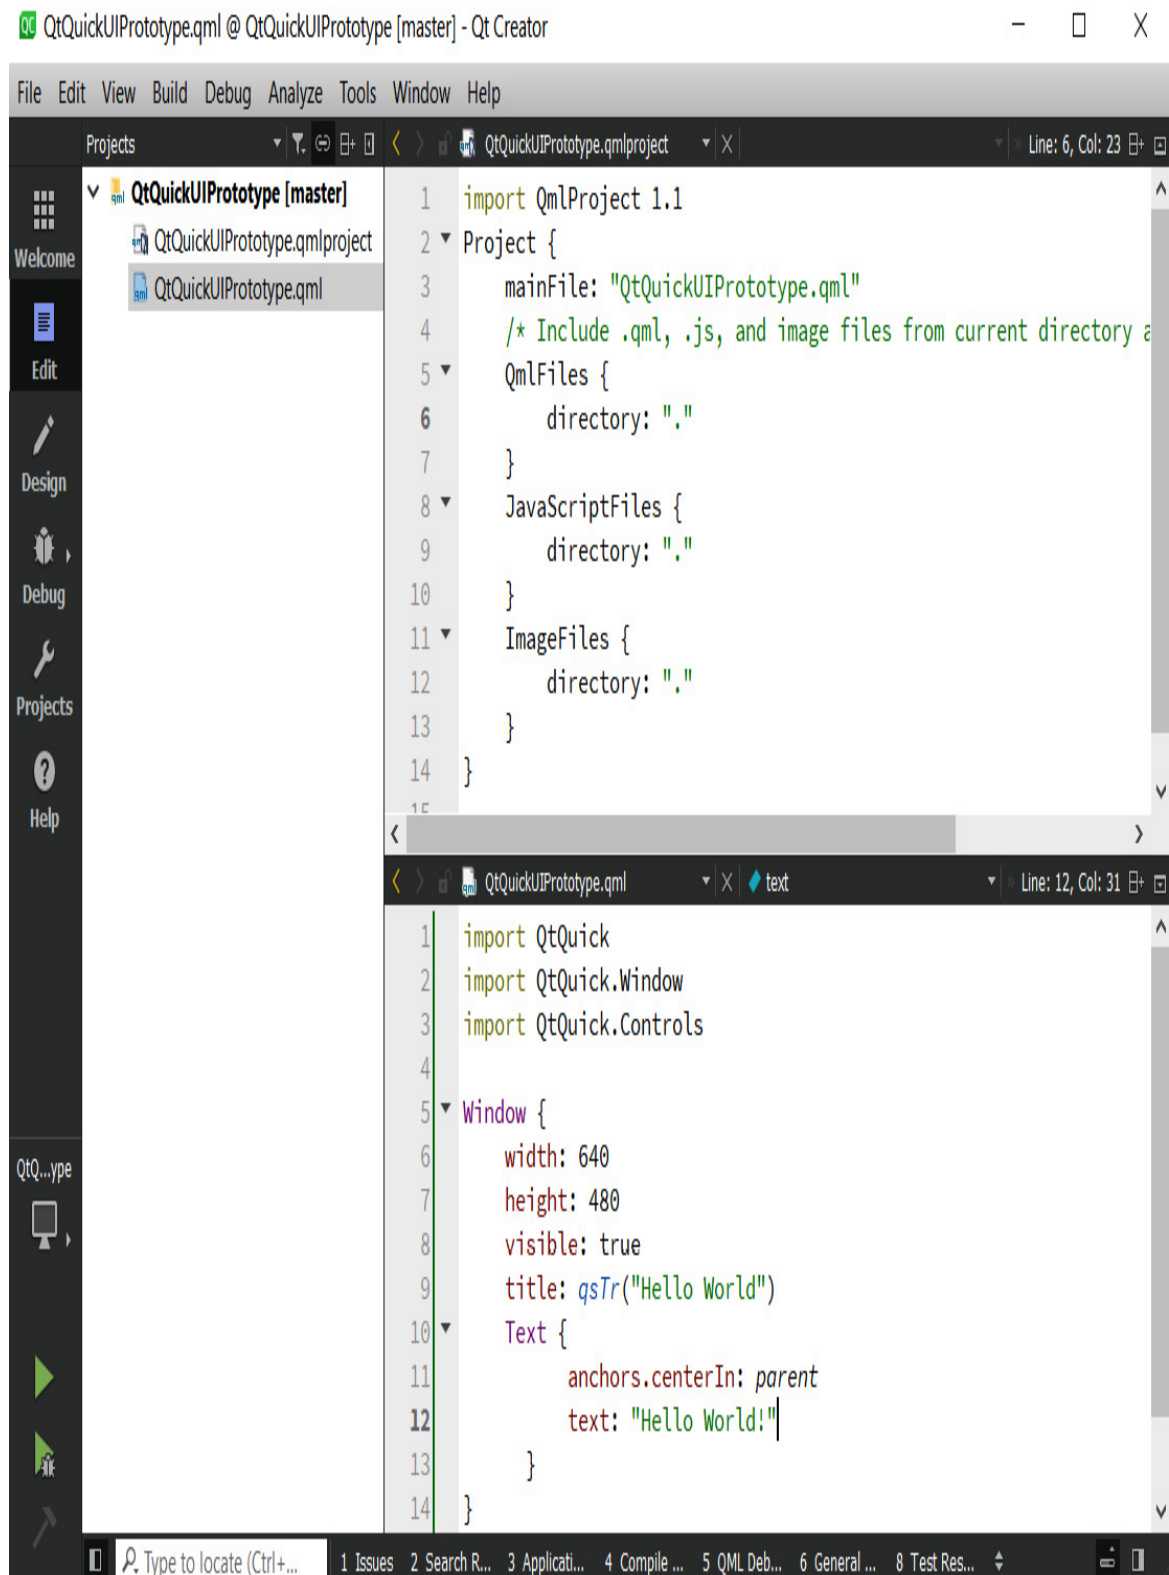 QtQuickUIPrototype.qml @ QtQuickUIPrototype [master] - Qt Creator
File Edit View Build Debug Analyze Tools Window Help
Projects
QtQuickUIPrototype [master]
QtQuickUIPrototype.qmlproject
QtQuickUIPrototype.qml
Welcome
Edit
Design
Debug
Projects
Help
QtQ...ype
QtQuickUIPrototype.qmlproject Line: 6, Col: 23
1 import QmlProject 1.1
2 Project {
3 mainFile: "QtQuickUIPrototype.qml"
4 /* Include .qml, .js, and image files from current directory a
5 QmlFiles {
6 directory: "."
7 }
8 JavaScriptFiles {
9 directory: "."
10 }
11 ImageFiles {
12 directory: "."
13 }
14 }
15
QtQuickUIPrototype.qml text Line: 12, Col: 31
1 import QtQuick
2 import QtQuick.Window
3 import QtQuick.Controls
4
5 Window {
6 width: 640
7 height: 480
8 visible: true
9 title: qsTr("Hello World")
10 Text {
11 anchors.centerIn: parent
12 text: "Hello World!"
13 }
14 }
Type to locate (Ctrl+... 1 Issues 2 Search R... 3 Applicati... 4 Compile ... 5 QML Deb... 6 General ... 8 Test Res...